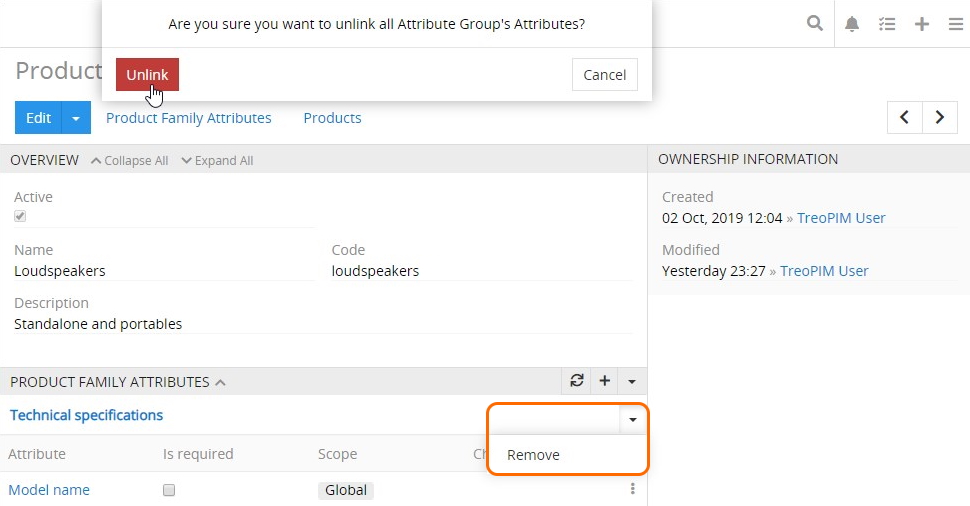 Are you sure you want to unlink all Attribute Group's Attributes?
Unlink Cancel
Product
Edit Product Family Attributes Products
OVERVIEW Collapse All Expand All
Active
Name Code
Loudspeakers loudspeakers
Description
Standalone and portables
OWNERSHIP INFORMATION
Created
02 Oct, 2019 12:04 » TreoPIM User
Modified
Yesterday 23:27 » TreoPIM User
PRODUCT FAMILY ATTRIBUTES
Technical specifications
Remove
Attribute Is required Scope
Model name Global